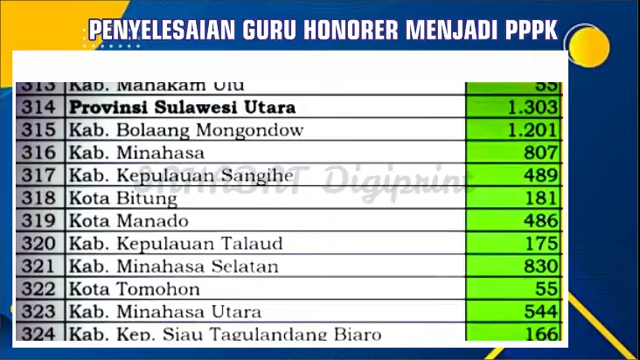 PENYELESAIAN GURU HONORER MENJADI PPPK
313 Kab. Mahakam Ulu 55
314 Provinsi Sulawesi Utara 1.303
315 Kab. Bolaang Mongondow 1.201
316 Kab. Minahasa 807
317 Kab. Kepulauan Sangihe 489
Digiprint
318 Kota Bitung 181
319 Kota Manado 486
320 Kab. Kepulauan Talaud 175
321 Kab. Minahasa Selatan 830
322 Kota Tomohon 55
323 Kab. Minahasa Utara 544
324 Kab. Kep. Siau Tagulandang Biaro 166